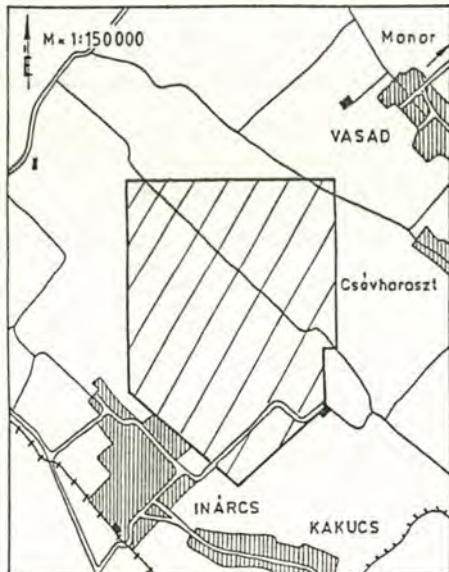 É
M = 1:150000
Monor
VASAD
Csévharaszt
INÁRCS
KAKUCS